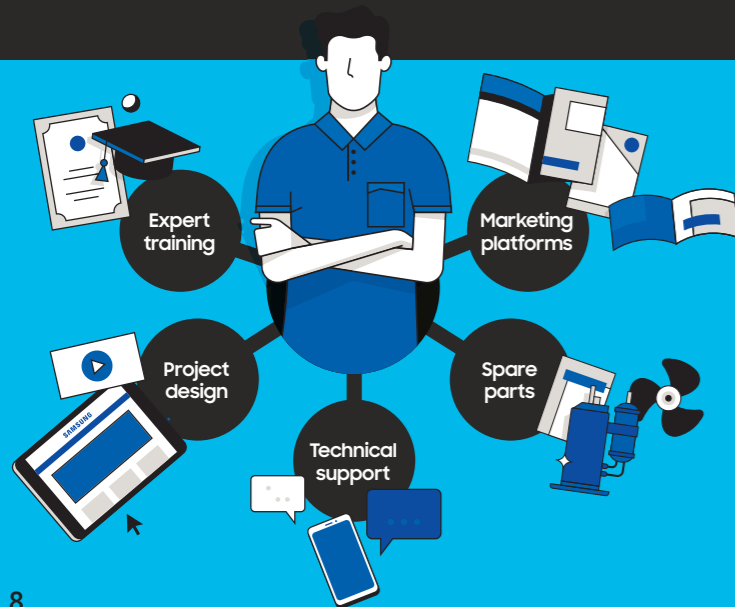 Expert
training
Marketing
platforms
Project
design
Spare
parts
SAMSUNG
Technical
support
8